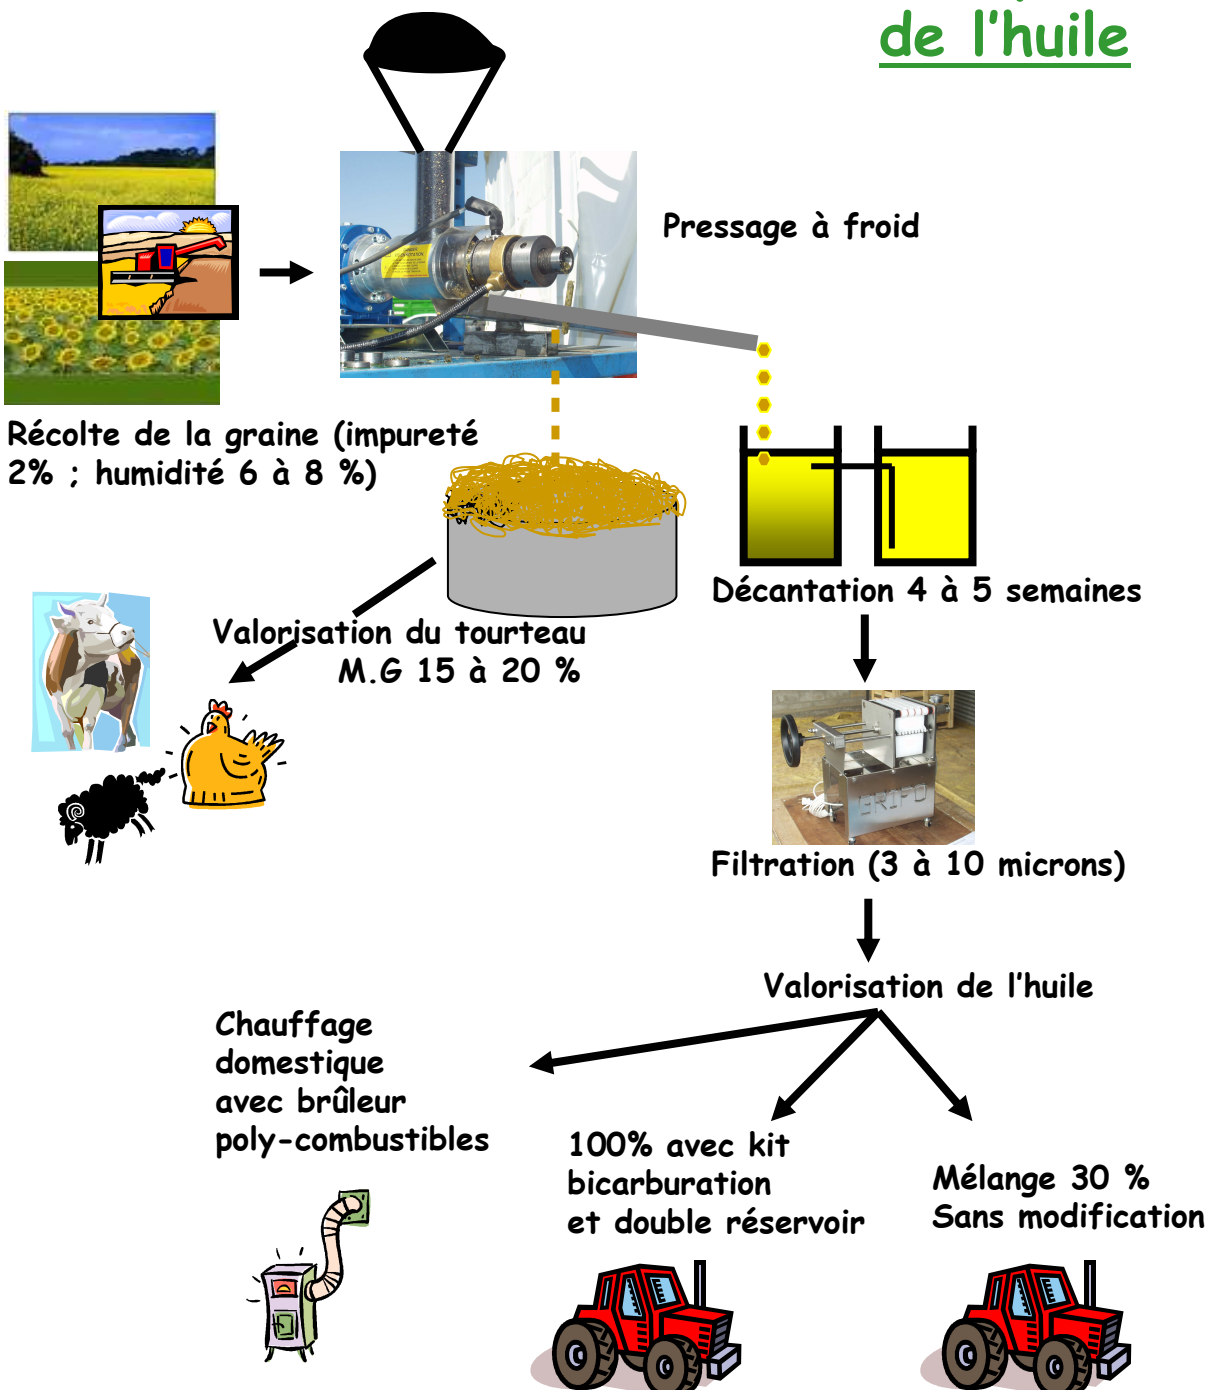 de l'huile
Pressage à froid
Récolte de la graine (impureté
2% ; humidité 6 à 8 %)
Décantation 4 à 5 semaines
Valorisation du tourteau
M.G 15 à 20 %
Filtration (3 à 10 microns)
Valorisation de l'huile
Chauffage
domestique
avec brûleur
poly-combustibles
100% avec kit
bicarburation
et double réservoir
Mélange 30 %
Sans modification